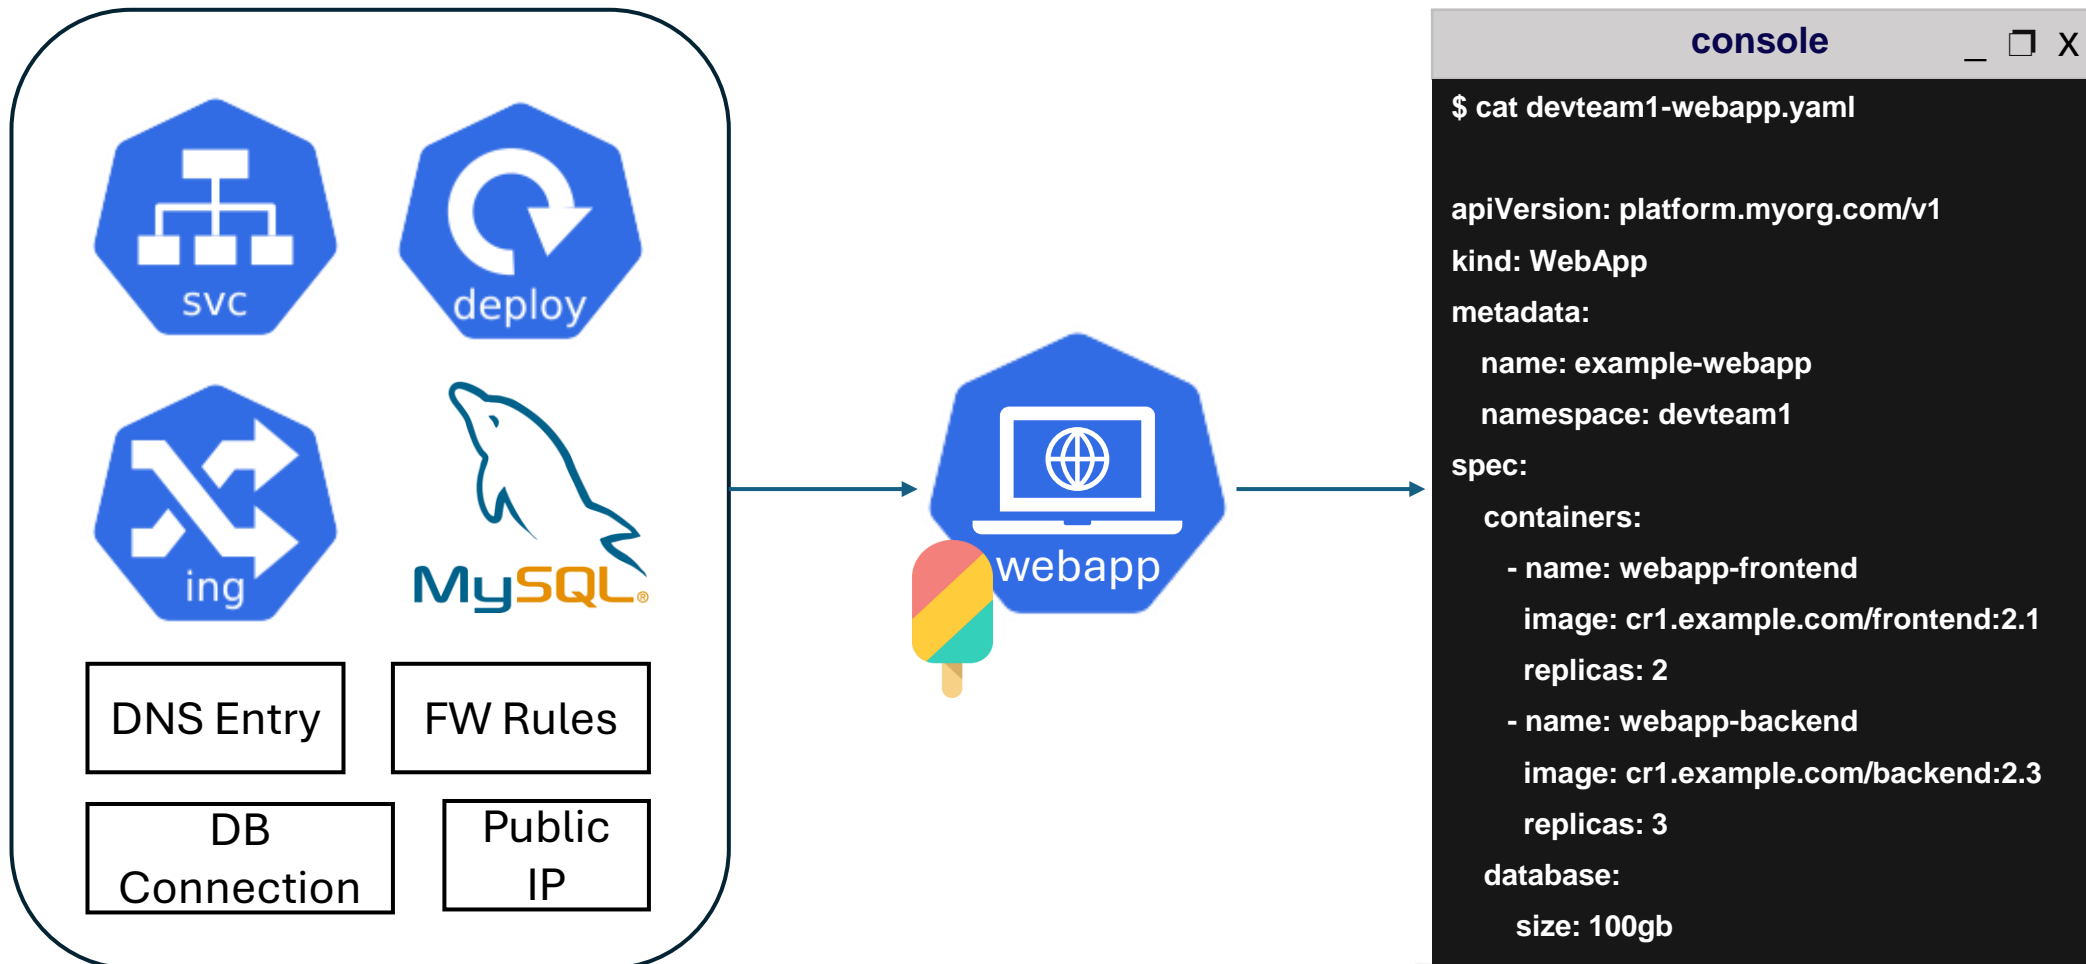 svc
deploy
ing
MySQL®
DNS Entry
FW Rules
DB
Connection
Public
IP
webapp
console
_ ❐ X
$ cat devteam1-webapp.yaml
apiVersion: platform.myorg.com/v1
kind: WebApp
metadata:
name: example-webapp
namespace: devteam1
spec:
containers:
- name: webapp-frontend
image: cr1.example.com/frontend:2.1
replicas: 2
- name: webapp-backend
image: cr1.example.com/backend:2.3
replicas: 3
database:
size: 100gb